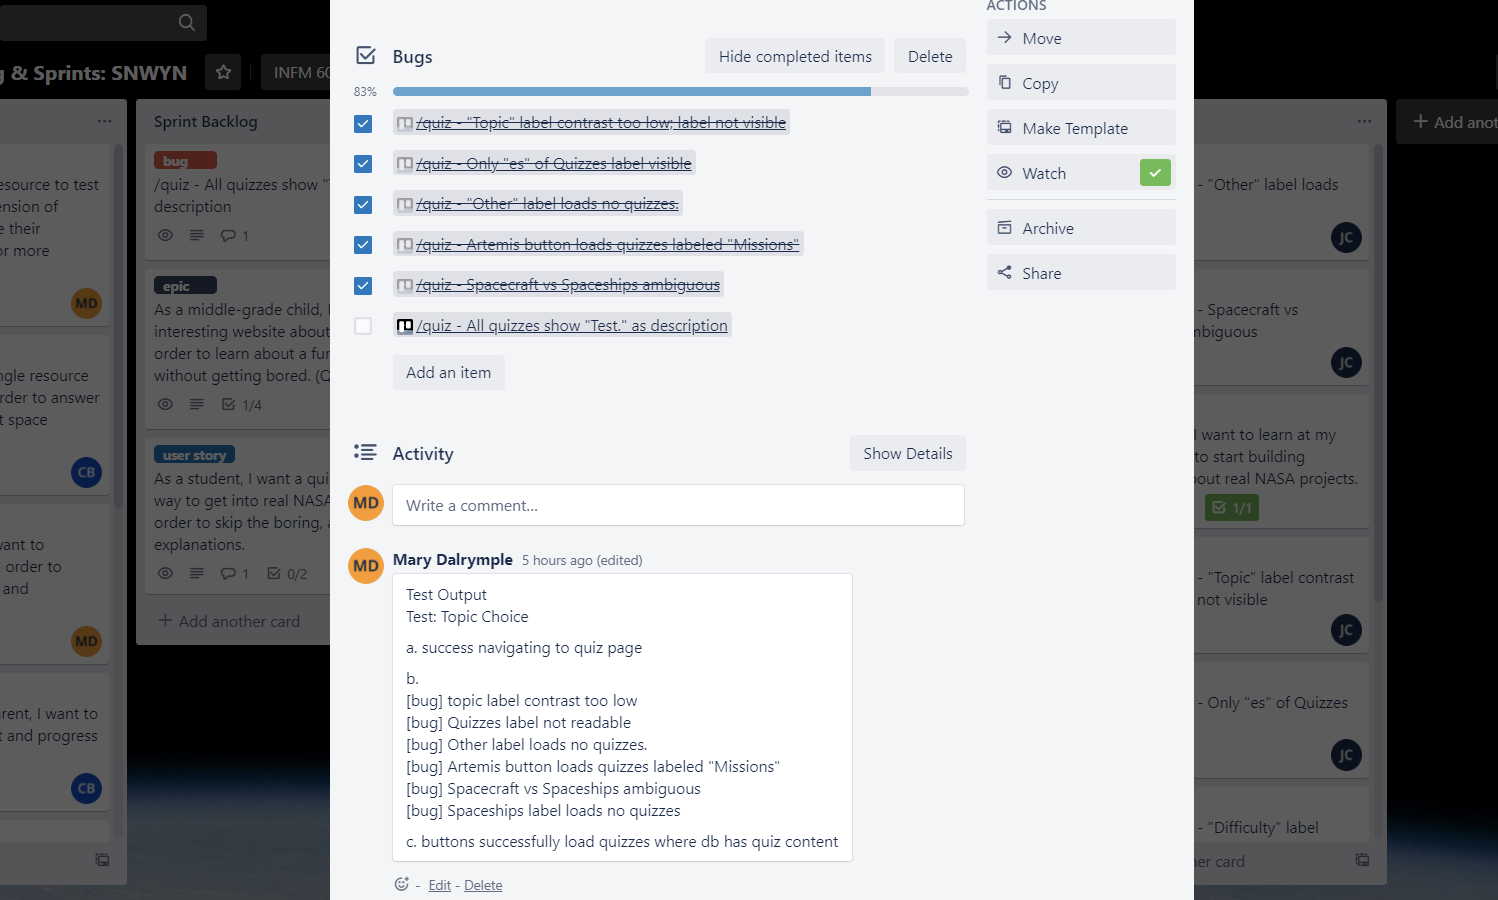 g & Sprints: SNWYN
INFM 60
esource to test
ension of
e their
or more
MD
ngle resource
rder to answer
t space
CB
vant to
order to
and
MD
rent, I want to
t and progress
CB
Sprint Backlog
bug
/quiz - All quizzes show "T
description
1
epic
As a middle-grade child, I
interesting website about
order to learn about a fun
without getting bored. (Q
1/4
user story
As a student, I want a qui
way to get into real NASA
order to skip the boring,
explanations.
1
0/2
+ Add another card
Bugs
Hide completed items
Delete
83%
/quiz - "Topic" label contrast too low; label not visible
/quiz - Only "es" of Quizzes label visible
/quiz - "Other" label loads no quizzes.
/quiz - Artemis button loads quizzes labeled "Missions"
/quiz - Spacecraft vs Spaceships ambiguous
/quiz - All quizzes show "Test." as description
Add an item
Activity
Show Details
MD
Write a comment...
MD
Mary Dalrymple 5 hours ago (edited)
Test Output
Test: Topic Choice
a. success navigating to quiz page
b.
[bug] topic label contrast too low
[bug] Quizzes label not readable
[bug] Other label loads no quizzes.
[bug] Artemis button loads quizzes labeled "Missions"
[bug] Spacecraft vs Spaceships ambiguous
[bug] Spaceships label loads no quizzes
c. buttons successfully load quizzes where db has quiz content
- Edit - Delete
ACTIONS
Move
Copy
Make Template
Watch
Archive
Share
- "Other" label loads
JC
- Spacecraft vs
mbiguous
JC
I want to learn at my
to start building
out real NASA projects.
1/1
- "Topic" label contrast
not visible
JC
- Only "es" of Quizzes
JC
- "Difficulty" label
her card
+ Add anot